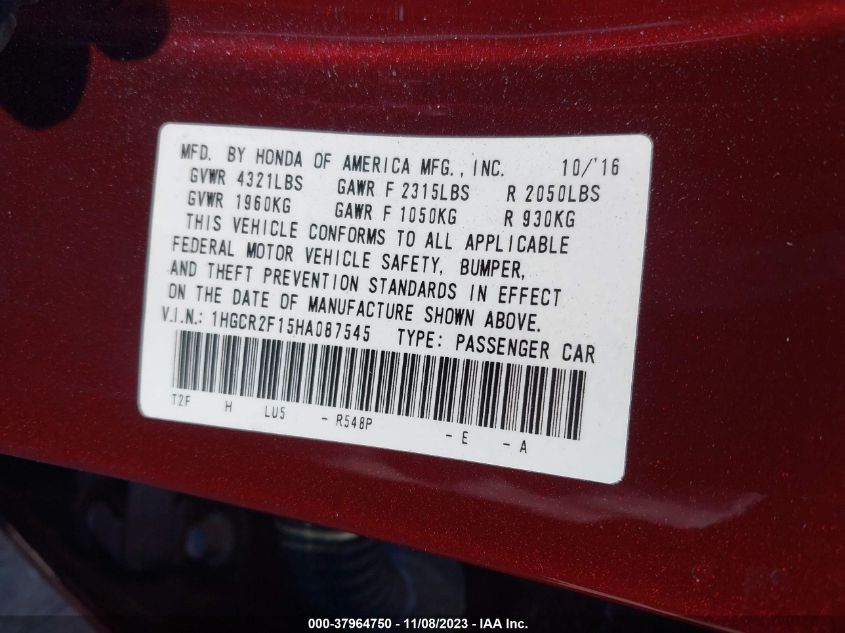 MFD. BY HONDA OF AMERICA MFG., INC. 10/'16
GVWR 4321LBS GAWR F 2315LBS R 2050LBS
GVWR 1960KG GAWR F 1050KG R 930KG
THIS VEHICLE CONFORMS TO ALL APPLICABLE
FEDERAL MOTOR VEHICLE SAFETY, BUMPER,
AND THEFT PREVENTION STANDARDS IN EFFECT
ON THE DATE OF MANUFACTURE SHOWN ABOVE.
V.I.N.: 1HGCR2F15HA087545 TYPE: PASSENGER CAR
T2F H LU5 - R548P - E - A
000-37964750 - 11/08/2023 - IAA Inc.